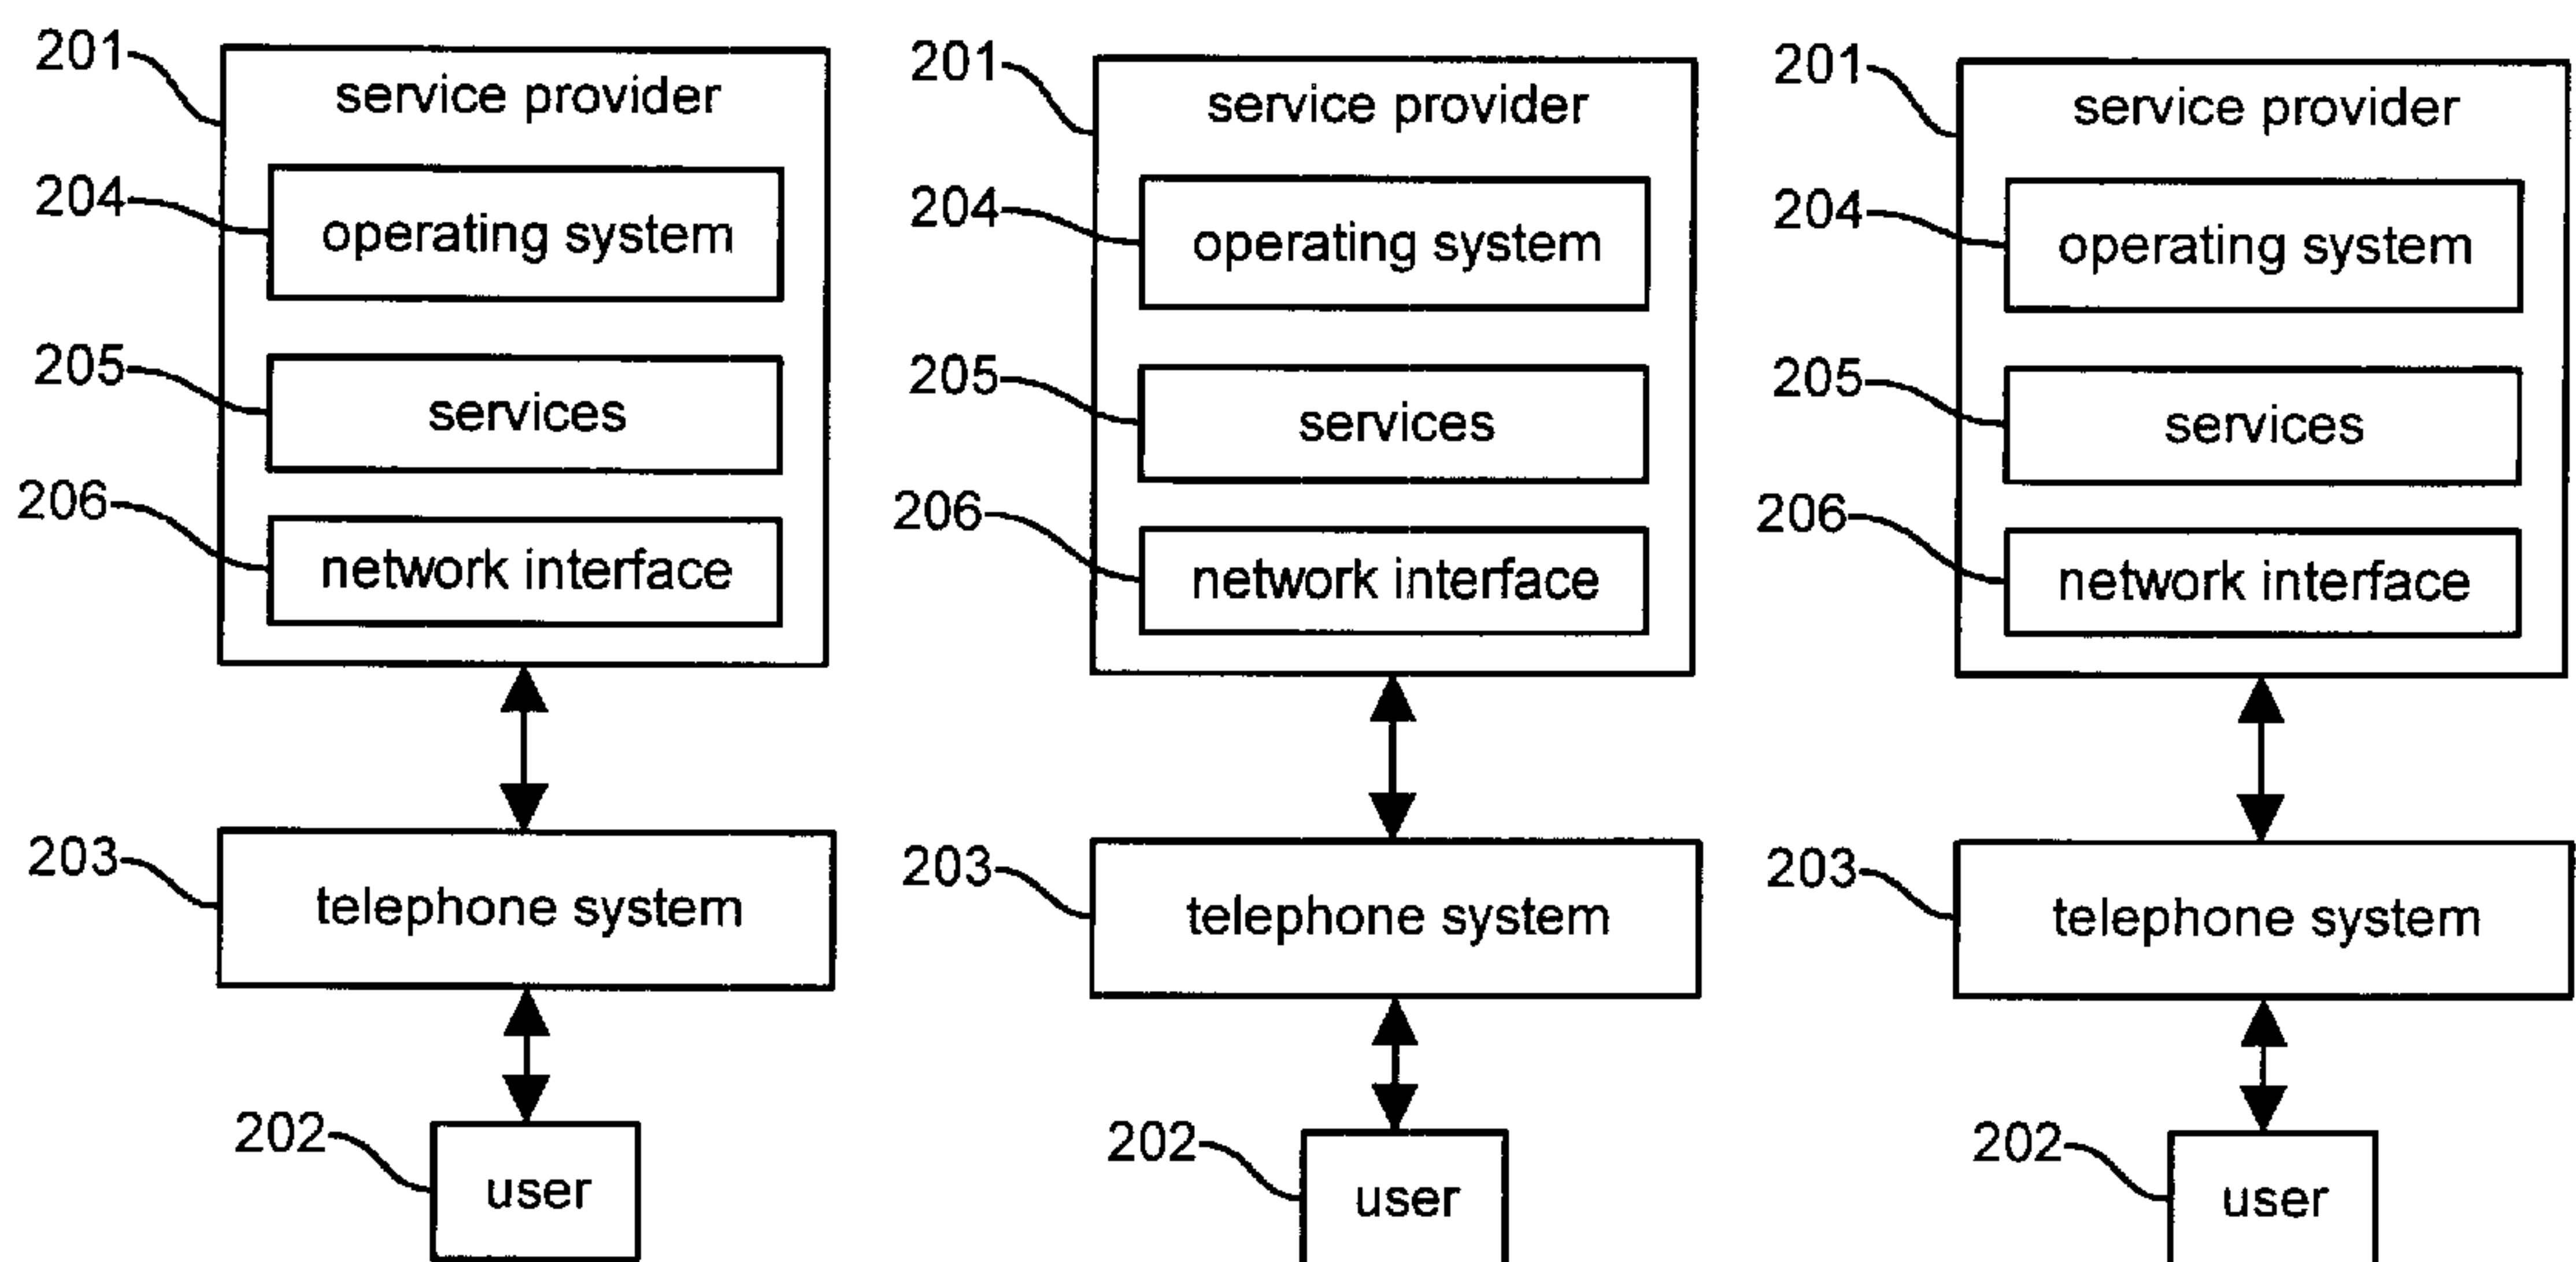 201 service provider
204 operating system
205 services
206 network interface
203 telephone system
202 user
201 service provider
204 operating system
205 services
206 network interface
203 telephone system
202 user
201 service provider
204 operating system
205 services
206 network interface
203 telephone system
202 user